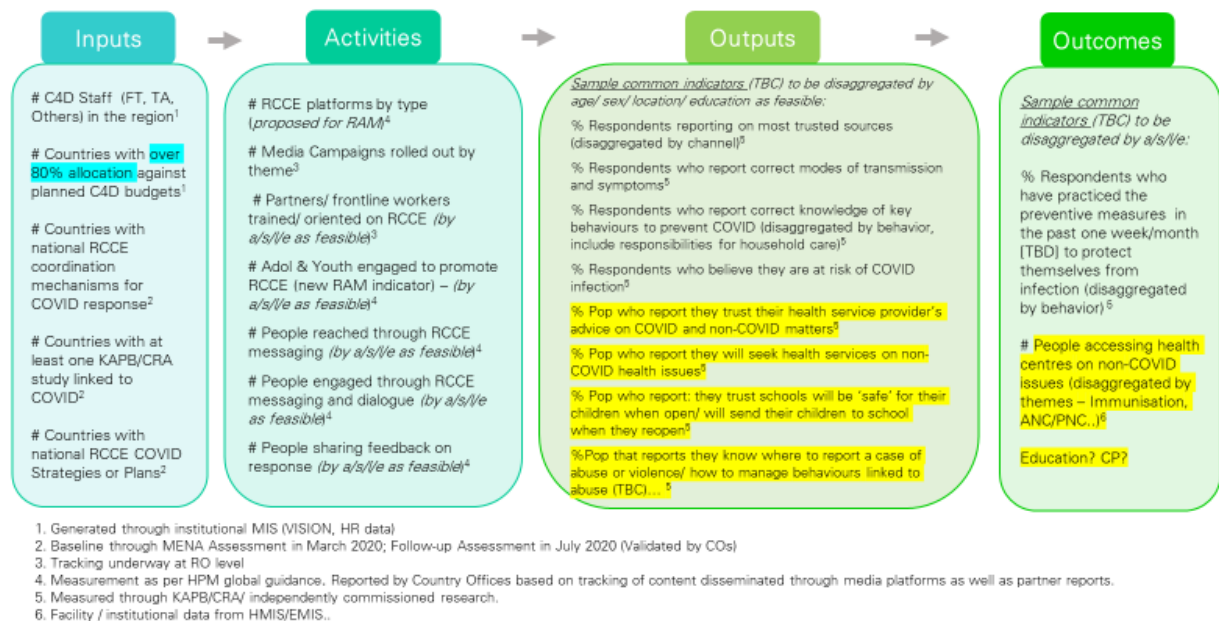 Inputs
Activities
Outputs
Outcomes
# C4D Staff (FT, TA,
Others) in the region1
# Countries with over
80% allocation against
planned C4D budgets1
# Countries with
national RCCE
coordination
mechanisms for
COVID response2
# Countries with at
least one KAPB/CRA
study linked to
COVID2
# Countries with
national RCCE COVID
Strategies or Plans2
# RCCE platforms by type
(proposed for RAM)4
# Media Campaigns rolled out by
theme3
# Partners/ frontline workers
trained/ oriented on RCCE (by
a/s/l/e as feasible)3
# Adol & Youth engaged to promote
RCCE (new RAM indicator) – (by
a/s/l/e as feasible)4
# People reached through RCCE
messaging (by a/s/l/e as feasible)4
# People engaged through RCCE
messaging and dialogue (by a/s/l/e
as feasible)4
# People sharing feedback on
response (by a/s/l/e as feasible)4
Sample common indicators (TBC) to be disaggregated by
age/ sex/ location/ education as feasible:
% Respondents reporting on most trusted sources
(disaggregated by channel)5
% Respondents who report correct modes of transmission
and symptoms5
% Respondents who report correct knowledge of key
behaviours to prevent COVID (disaggregated by behavior,
include responsibilities for household care)5
% Respondents who believe they are at risk of COVID
infection5
% Pop who report they trust their health service provider's
advice on COVID and non-COVID matters5
% Pop who report they will seek health services on non-
COVID health issues5
% Pop who report: they trust schools will be 'safe' for their
children when open/ will send their children to school
when they reopen5
%Pop that reports they know where to report a case of
abuse or violence/ how to manage behaviours linked to
abuse (TBC)... 5
Sample common
indicators (TBC) to be
disaggregated by a/s/l/e:
% Respondents who
have practiced the
preventive measures in
the past one week/month
[TBD] to protect
themselves from
infection (disaggregated
by behavior) 5
# People accessing health
centres on non-COVID
issues (disaggregated by
themes – Immunisation,
ANC/PNC..)6
Education? CP?
1. Generated through institutional MIS (VISION, HR data)
2. Baseline through MENA Assessment in March 2020; Follow-up Assessment in July 2020 (Validated by COs)
3. Tracking underway at RO level
4. Measurement as per HPM global guidance. Reported by Country Offices based on tracking of content disseminated through media platforms as well as partner reports.
5. Measured through KAPB/CRA/ independently commissioned research.
6. Facility / institutional data from HMIS/EMIS..